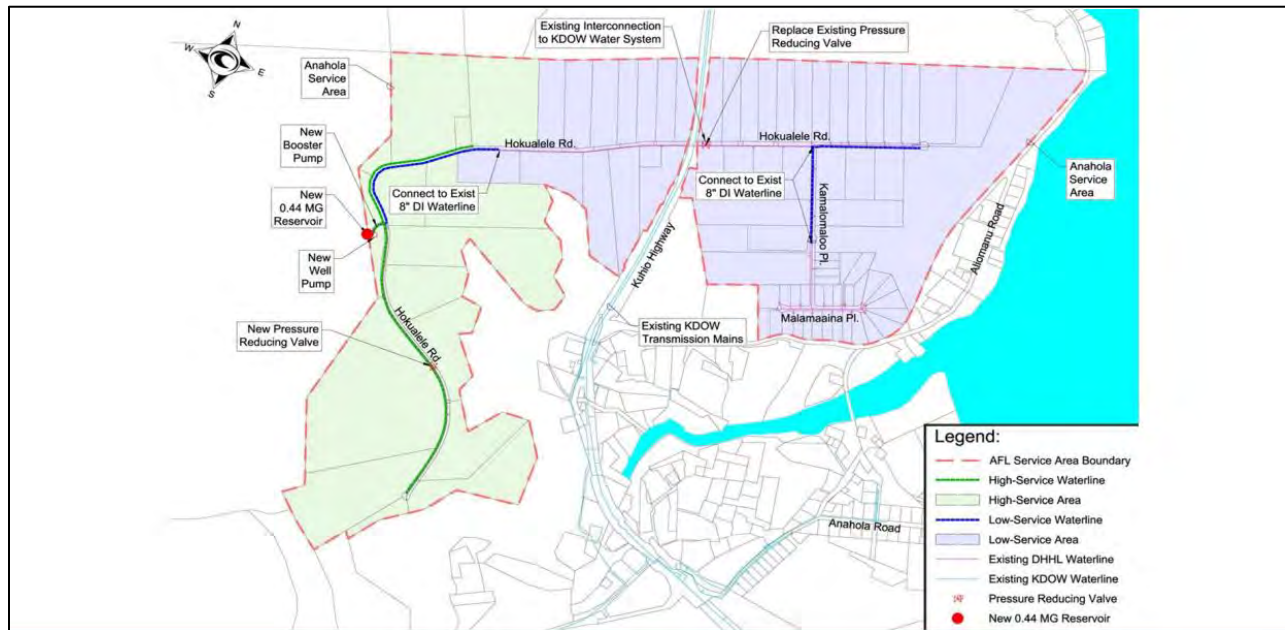 N
W
E
S
Anahola
Service
Area
Existing Interconnection
to KDOW Water System
Replace Existing Pressure
Reducing Valve
New
Booster
Pump
Hokualele Rd.
Hokualele Rd.
Anahola
Service
Area
New
0.44 MG
Reservoir
Connect to Exist
8" DI Waterline
Connect to Exist
8" DI Waterline
Kamalomaloo Pl.
Aliomanu Road
New
Well
Pump
Kuhio Highway
Hokualele Rd.
Malamaaina Pl.
New Pressure
Reducing Valve
Existing KDOW
Transmission Mains
Anahola Road
Legend:
AFL Service Area Boundary
High-Service Waterline
High-Service Area
Low-Service Waterline
Low-Service Area
Existing DHHL Waterline
Existing KDOW Waterline
Pressure Reducing Valve
New 0.44 MG Reservoir